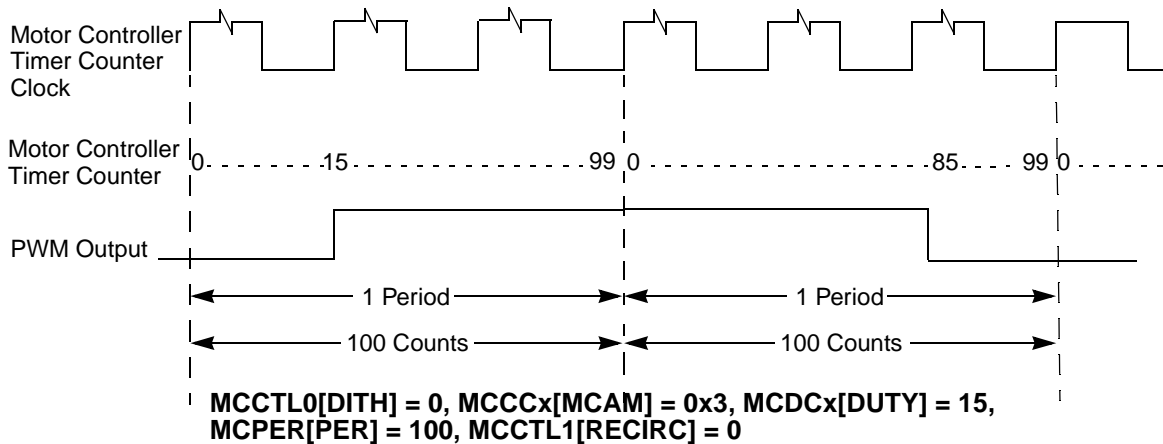 Motor Controller
Timer Counter
Clock
Motor Controller
Timer Counter
0 15 99 0 85 99 0
PWM Output
1 Period 1 Period
100 Counts 100 Counts
MCCTL0[DITH] = 0, MCCCx[MCAM] = 0x3, MCDCx[DUTY] = 15,
MCPER[PER] = 100, MCCTL1[RECIRC] = 0